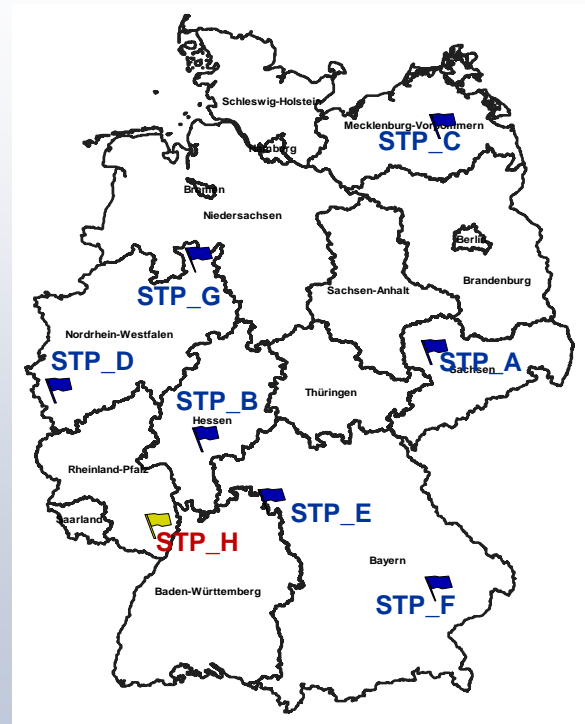 Schleswig-Holstein
Mecklenburg-Vorpommern
STP_C
Hamburg
Bremen
Niedersachsen
Berlin
Brandenburg
Sachsen-Anhalt
STP_G
Nordrhein-Westfalen
STP_D
STP_A
Sachsen
Thüringen
STP_B
Hessen
Rheinland-Pfalz
Saarland
STP_E
STP_H
Bayern
Baden-Württemberg
STP_F